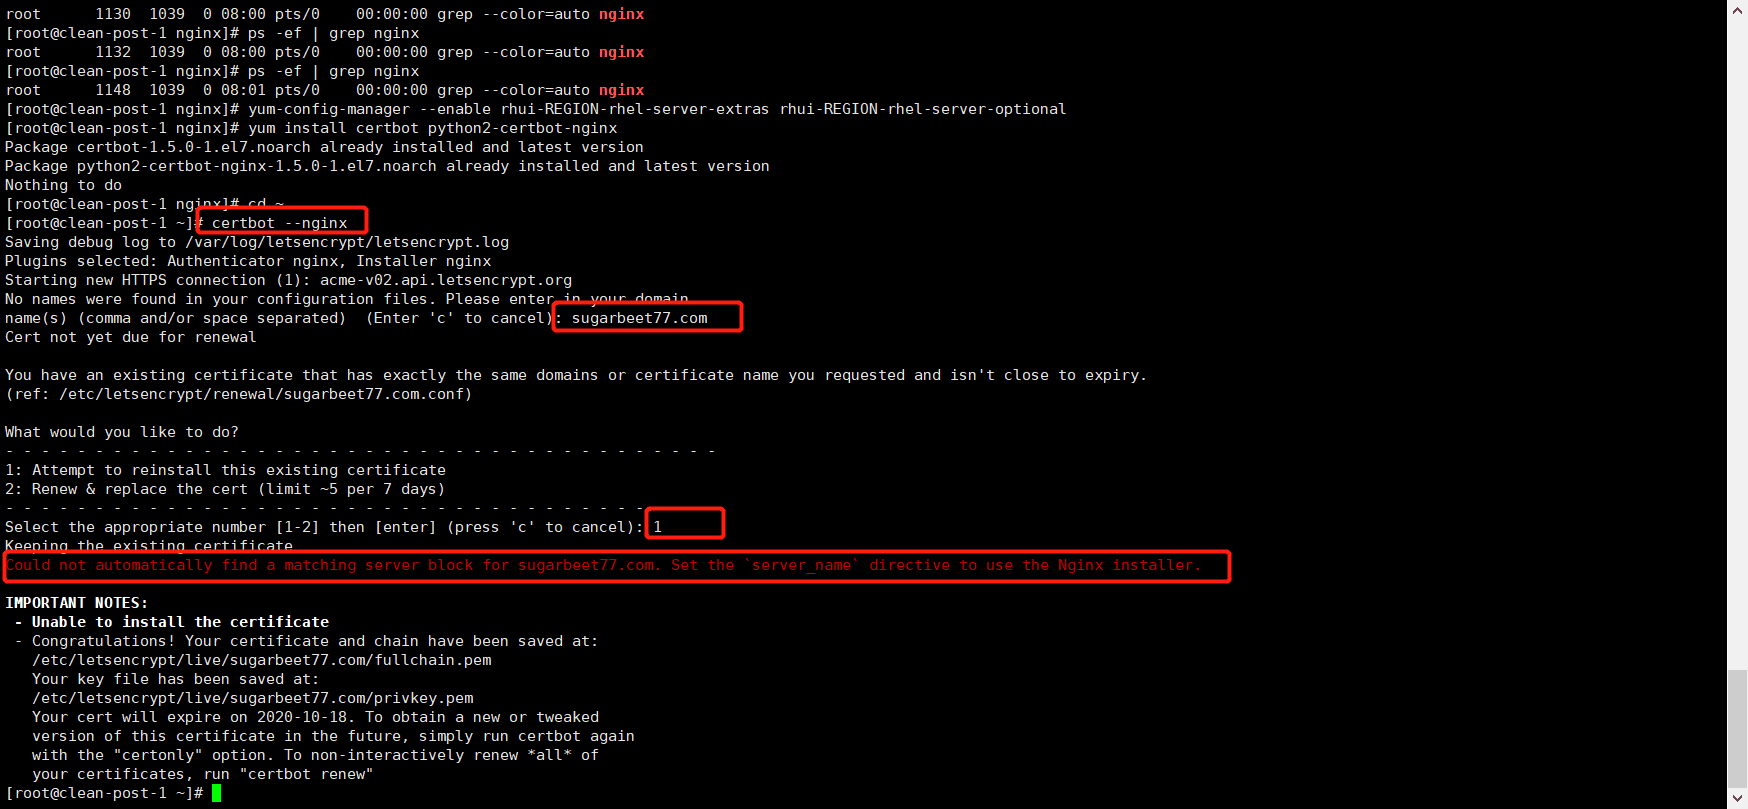 root      1130  1039  0 08:00 pts/0    00:00:00 grep --color=auto nginx
[root@clean-post-1 nginx]# ps -ef | grep nginx
root      1132  1039  0 08:00 pts/0    00:00:00 grep --color=auto nginx
[root@clean-post-1 nginx]# ps -ef | grep nginx
root      1148  1039  0 08:01 pts/0    00:00:00 grep --color=auto nginx
[root@clean-post-1 nginx]# yum-config-manager --enable rhui-REGION-rhel-server-extras rhui-REGION-rhel-server-optional
[root@clean-post-1 nginx]# yum install certbot python2-certbot-nginx
Package certbot-1.5.0-1.el7.noarch already installed and latest version
Package python2-certbot-nginx-1.5.0-1.el7.noarch already installed and latest version
Nothing to do
[root@clean-post-1 nginx]# cd ~
[root@clean-post-1 ~]# certbot --nginx
Saving debug log to /var/log/letsencrypt/letsencrypt.log
Plugins selected: Authenticator nginx, Installer nginx
Starting new HTTPS connection (1): acme-v02.api.letsencrypt.org
No names were found in your configuration files. Please enter in your domain
name(s) (comma and/or space separated)  (Enter 'c' to cancel): sugarbeet77.com
Cert not yet due for renewal
You have an existing certificate that has exactly the same domains or certificate name you requested and isn't close to expiry.
(ref: /etc/letsencrypt/renewal/sugarbeet77.com.conf)
What would you like to do?
- - - - - - - - - - - - - - - - - - - - - - - - - - - - - - - - - - - - - - - -
1: Attempt to reinstall this existing certificate
2: Renew & replace the cert (limit ~5 per 7 days)
- - - - - - - - - - - - - - - - - - - - - - - - - - - - - - - - - - - -
Select the appropriate number [1-2] then [enter] (press 'c' to cancel): 1
Keeping the existing certificate
Could not automatically find a matching server block for sugarbeet77.com. Set the `server_name` directive to use the Nginx installer.
IMPORTANT NOTES:
 - Unable to install the certificate
 - Congratulations! Your certificate and chain have been saved at:
   /etc/letsencrypt/live/sugarbeet77.com/fullchain.pem
   Your key file has been saved at:
   /etc/letsencrypt/live/sugarbeet77.com/privkey.pem
   Your cert will expire on 2020-10-18. To obtain a new or tweaked
   version of this certificate in the future, simply run certbot again
   with the "certonly" option. To non-interactively renew *all* of
   your certificates, run "certbot renew"
[root@clean-post-1 ~]#